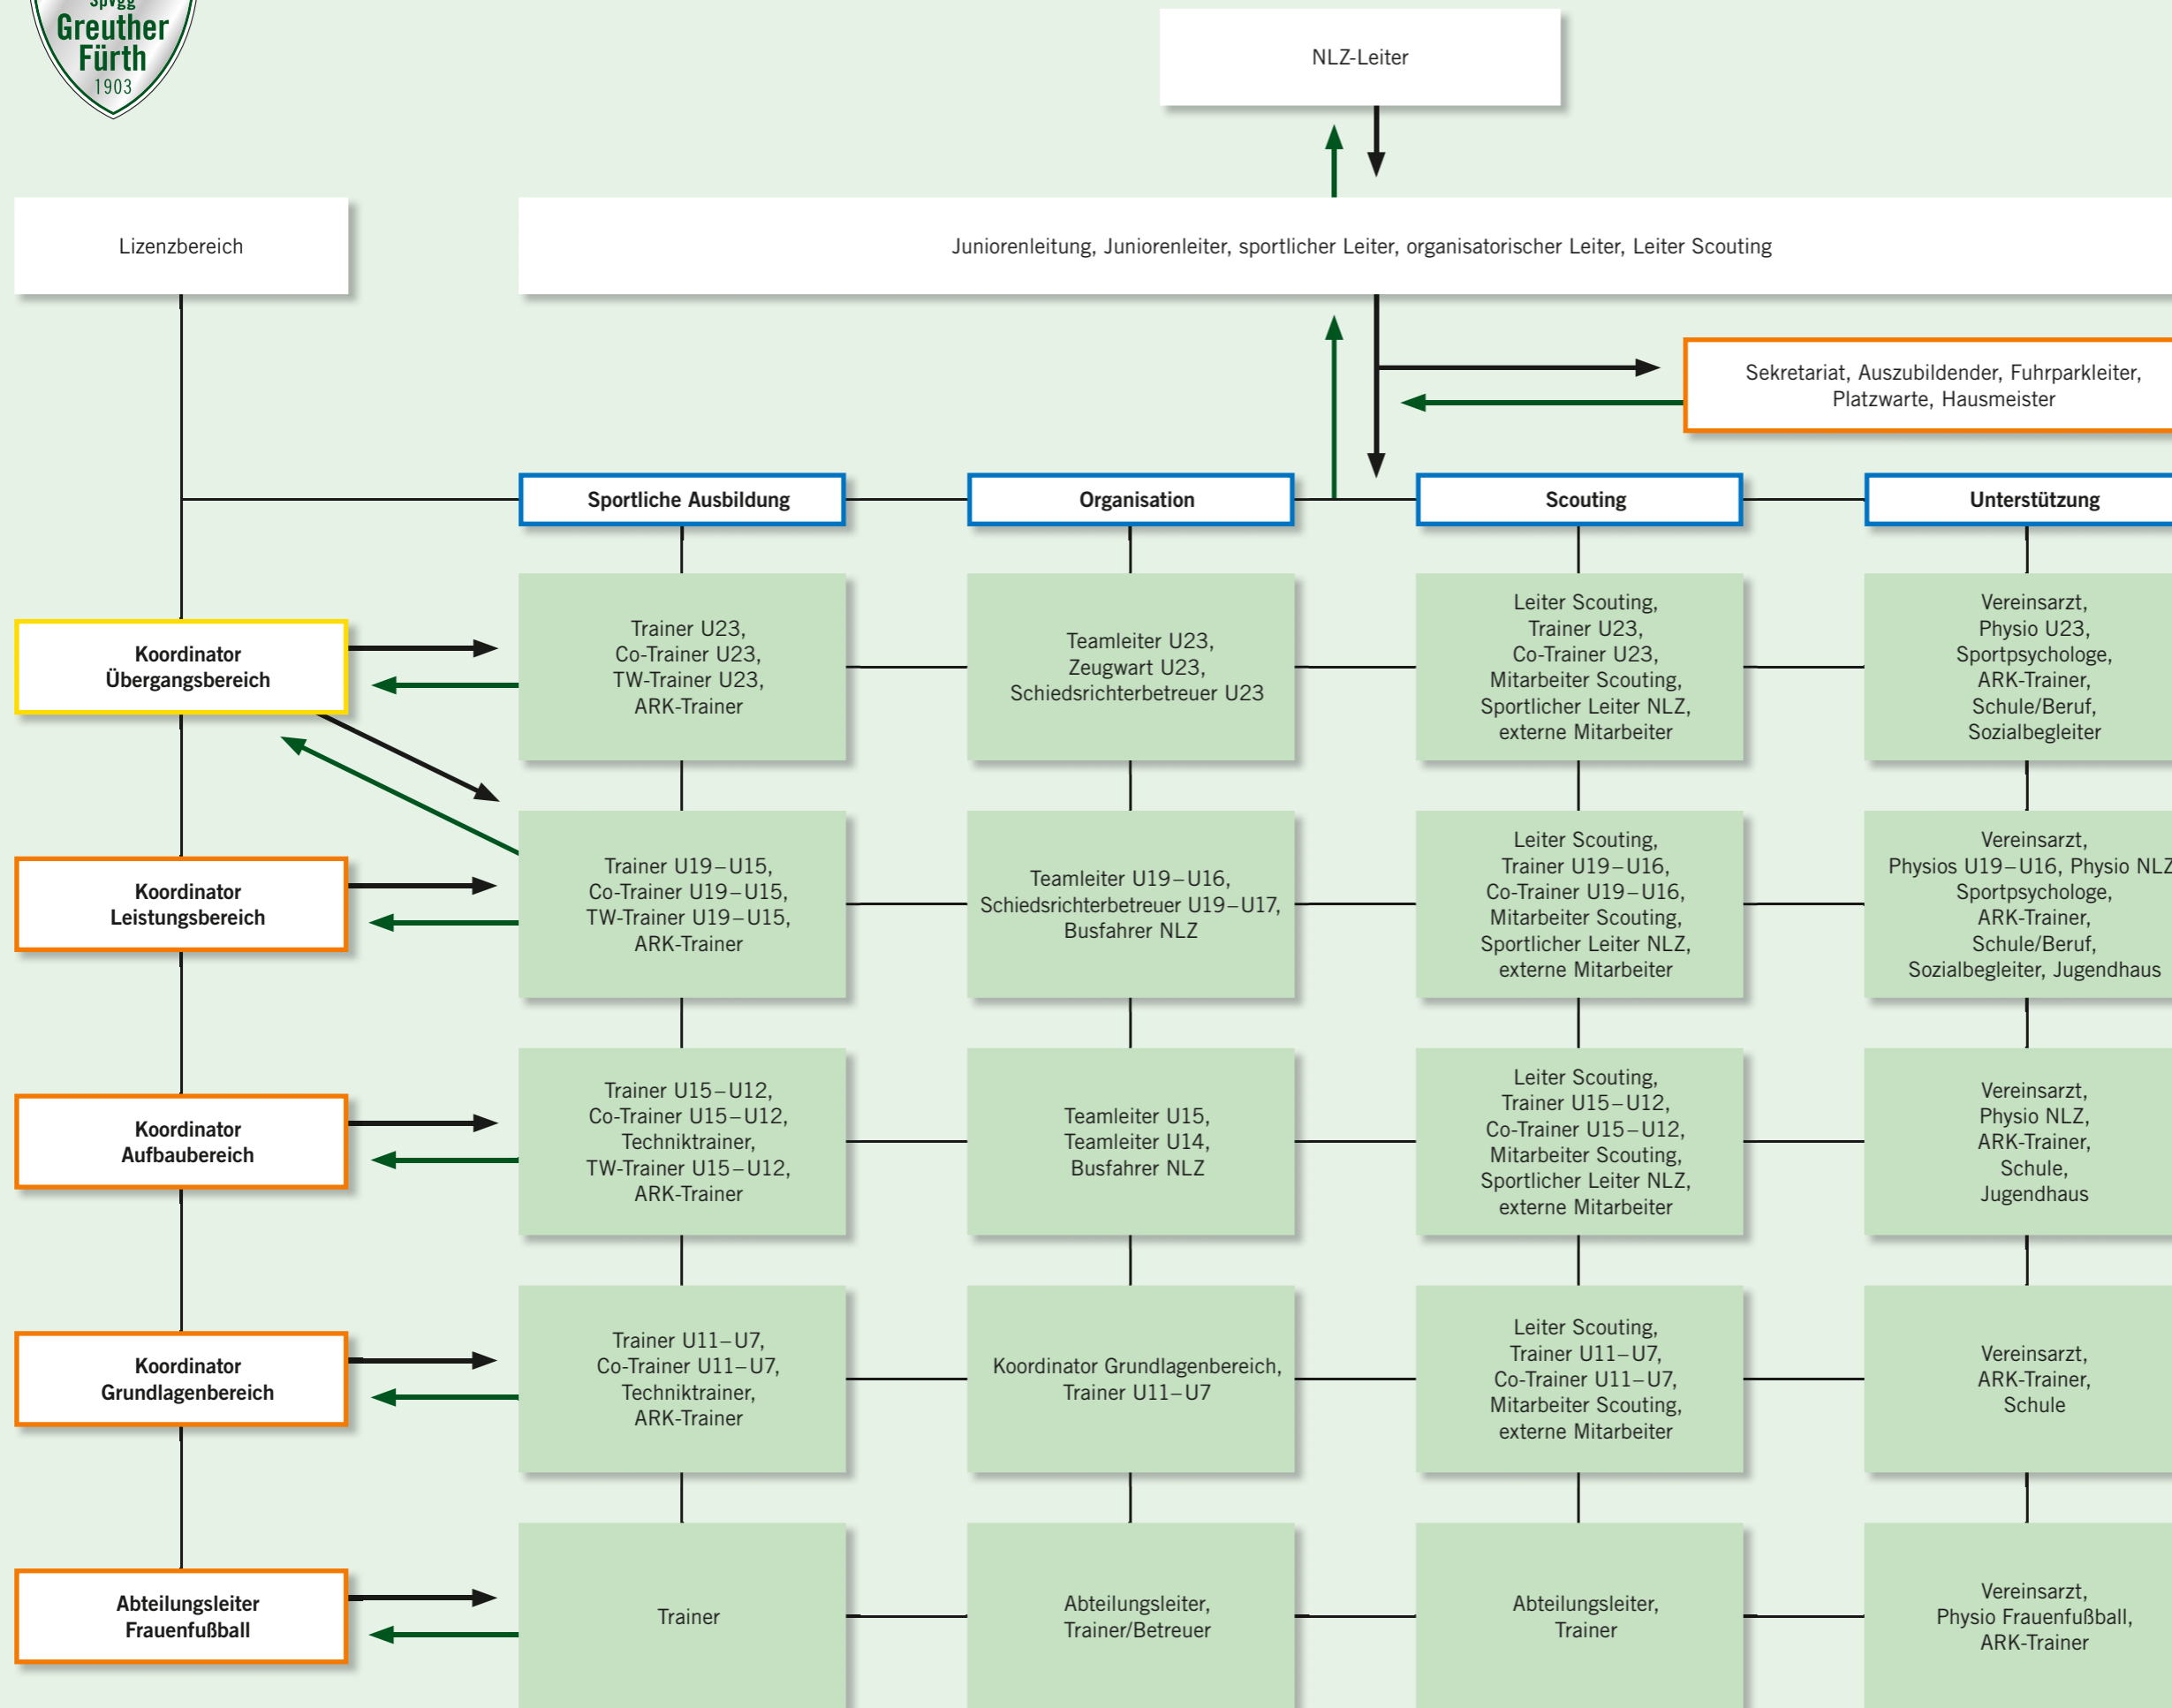 SpVgg
Greuther
Fürth
1903
NLZ-Leiter
Lizenzbereich
Juniorenleitung, Juniorenleiter, sportlicher Leiter, organisatorischer Leiter, Leiter Scouting
Sekretariat, Auszubildender, Fuhrparkleiter,
Platzwarte, Hausmeister
Sportliche Ausbildung
Organisation
Scouting
Unterstützung
Koordinator
Übergangsbereich
Trainer U23,
Co-Trainer U23,
TW-Trainer U23,
ARK-Trainer
Teamleiter U23,
Zeugwart U23,
Schiedsrichterbetreuer U23
Leiter Scouting,
Trainer U23,
Co-Trainer U23,
Mitarbeiter Scouting,
Sportlicher Leiter NLZ,
externe Mitarbeiter
Vereinsarzt,
Physio U23,
Sportpsychologe,
ARK-Trainer,
Schule/Beruf,
Sozialbegleiter
Koordinator
Leistungsbereich
Trainer U19–U15,
Co-Trainer U19–U15,
TW-Trainer U19–U15,
ARK-Trainer
Teamleiter U19–U16,
Schiedsrichterbetreuer U19–U17,
Busfahrer NLZ
Leiter Scouting,
Trainer U19–U16,
Co-Trainer U19–U16,
Mitarbeiter Scouting,
Sportlicher Leiter NLZ,
externe Mitarbeiter
Vereinsarzt,
Physios U19–U16, Physio NLZ
Sportpsychologe,
ARK-Trainer,
Schule/Beruf,
Sozialbegleiter, Jugendhaus
Koordinator
Aufbaubereich
Trainer U15–U12,
Co-Trainer U15–U12,
Techniktrainer,
TW-Trainer U15–U12,
ARK-Trainer
Teamleiter U15,
Teamleiter U14,
Busfahrer NLZ
Leiter Scouting,
Trainer U15–U12,
Co-Trainer U15–U12,
Mitarbeiter Scouting,
Sportlicher Leiter NLZ,
externe Mitarbeiter
Vereinsarzt,
Physio NLZ,
ARK-Trainer,
Schule,
Jugendhaus
Koordinator
Grundlagenbereich
Trainer U11–U7,
Co-Trainer U11–U7,
Techniktrainer,
ARK-Trainer
Koordinator Grundlagenbereich,
Trainer U11–U7
Leiter Scouting,
Trainer U11–U7,
Co-Trainer U11–U7,
Mitarbeiter Scouting,
externe Mitarbeiter
Vereinsarzt,
ARK-Trainer,
Schule
Abteilungsleiter
Frauenfußball
Trainer
Abteilungsleiter,
Trainer/Betreuer
Abteilungsleiter,
Trainer
Vereinsarzt,
Physio Frauenfußball,
ARK-Trainer